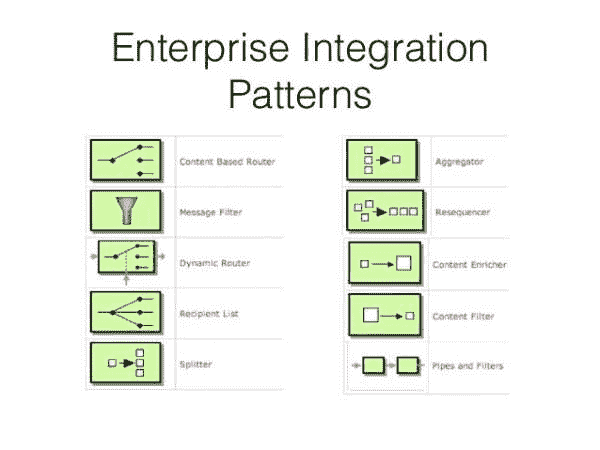 Enterprise Integration
Patterns
Content Based Router
Message Filter
Dynamic Router
Recipient List
Splitter
Aggregator
Resequencer
Content Enricher
Content Filter
Pipes and Filters